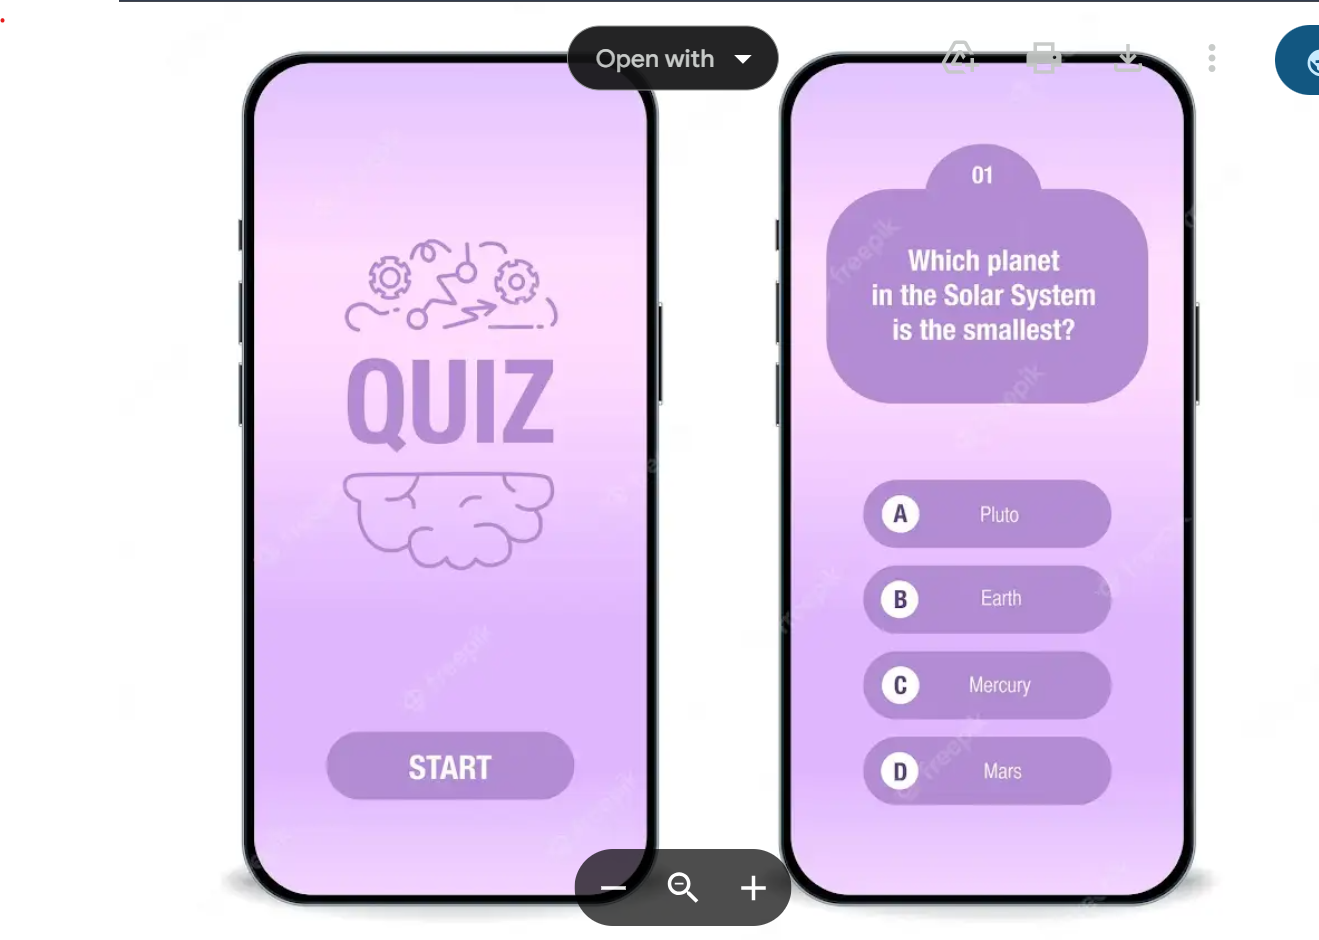 Open with
QUIZ
START
01
Which planet
in the Solar System
is the smallest?
A Pluto
B Earth
C Mercury
D Mars
freepik
freepik
freepik
freepik